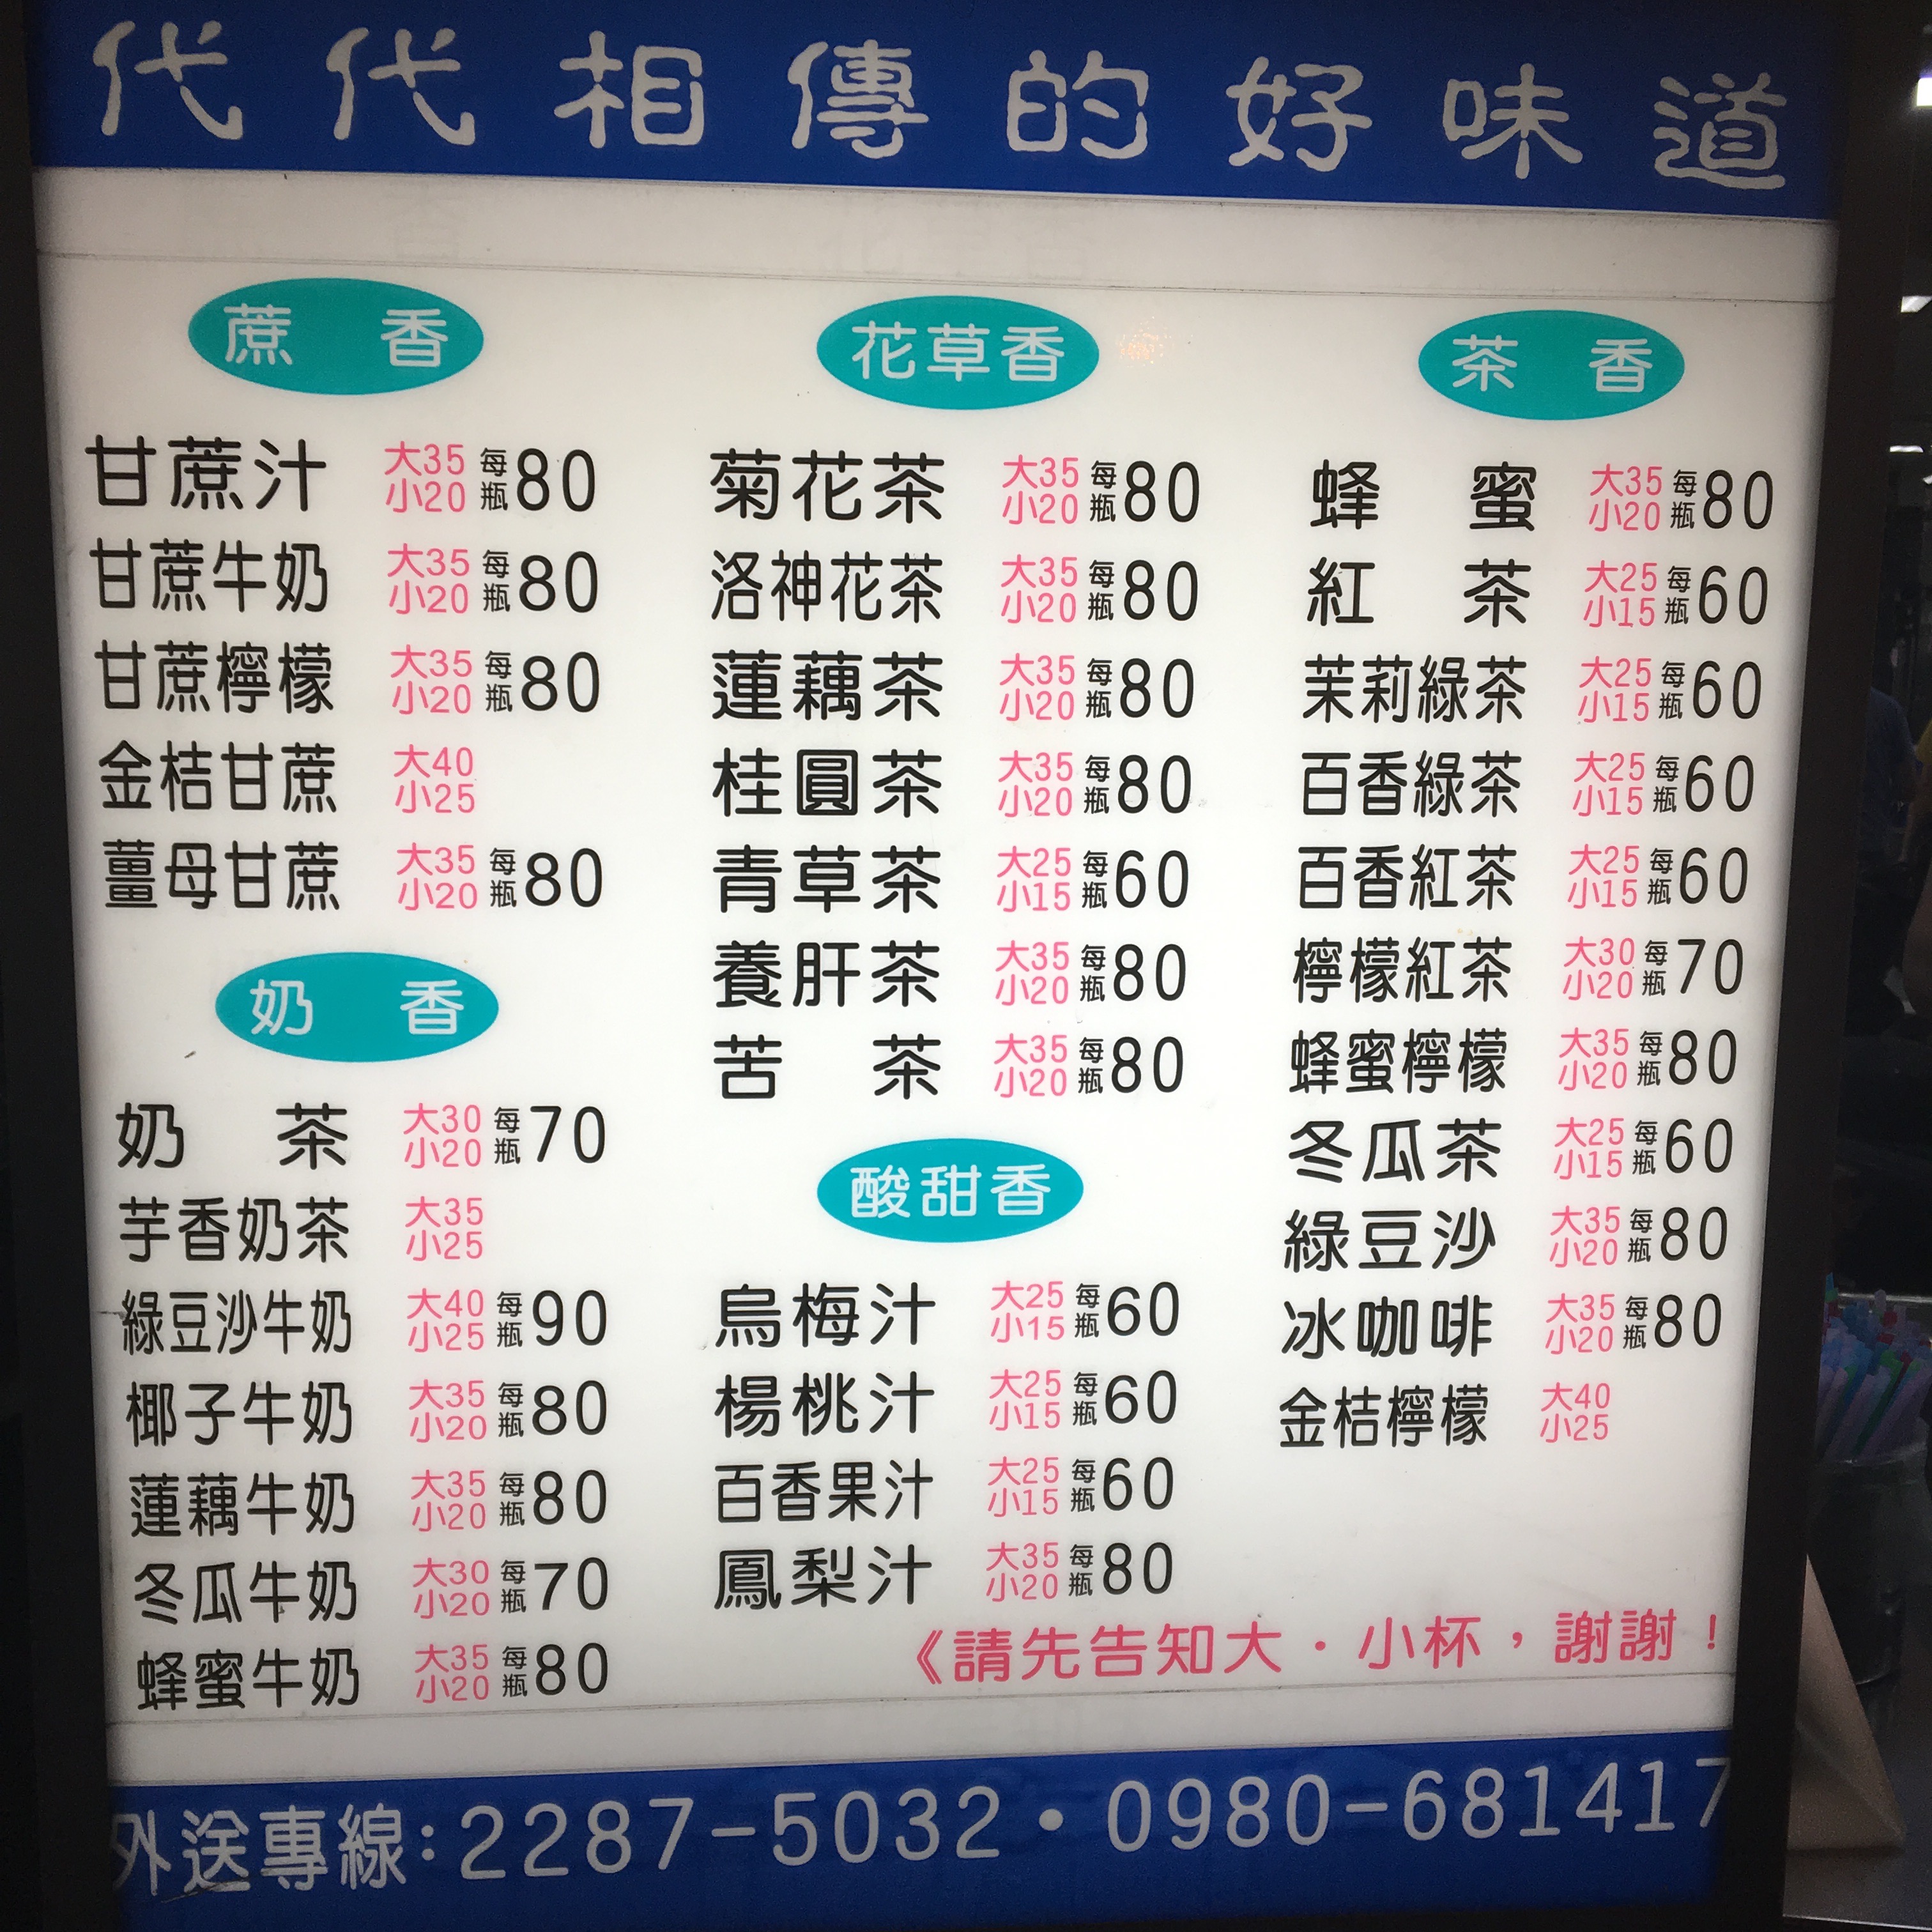 代代相傳的好味道
蔗 香
甘蔗汁 大35 小20 每瓶80
甘蔗牛奶 大35 小20 每瓶80
甘蔗檸檬 大35 小20 每瓶80
金桔甘蔗 大40 小25
薑母甘蔗 大35 小20 每瓶80
奶 香
奶 茶 大30 小20 每瓶70
芋香奶茶 大35 小25
綠豆沙牛奶 大40 小25 每瓶90
椰子牛奶 大35 小20 每瓶80
蓮藕牛奶 大35 小20 每瓶80
冬瓜牛奶 大30 小20 每瓶70
蜂蜜牛奶 大35 小20 每瓶80
花草香
菊花茶 大35 小20 每瓶80
洛神花茶 大35 小20 每瓶80
蓮藕茶 大35 小20 每瓶80
桂圓茶 大35 小20 每瓶80
青草茶 大25 小15 每瓶60
養肝茶 大35 小20 每瓶80
苦 茶 大35 小20 每瓶80
酸甜香
烏梅汁 大25 小15 每瓶60
楊桃汁 大25 小15 每瓶60
百香果汁 大25 小15 每瓶60
鳳梨汁 大35 小20 每瓶80
茶 香
蜂 蜜 大35 小20 每瓶80
紅 茶 大25 小15 每瓶60
茉莉綠茶 大25 小15 每瓶60
百香綠茶 大25 小15 每瓶60
百香紅茶 大25 小15 每瓶60
檸檬紅茶 大30 小20 每瓶70
蜂蜜檸檬 大35 小20 每瓶80
冬瓜茶 大25 小15 每瓶60
綠豆沙 大35 小20 每瓶80
冰咖啡 大35 小20 每瓶80
金桔檸檬 大40 小25
《請先告知大·小杯，謝謝！
外送專線:2287-5032•0980-681417